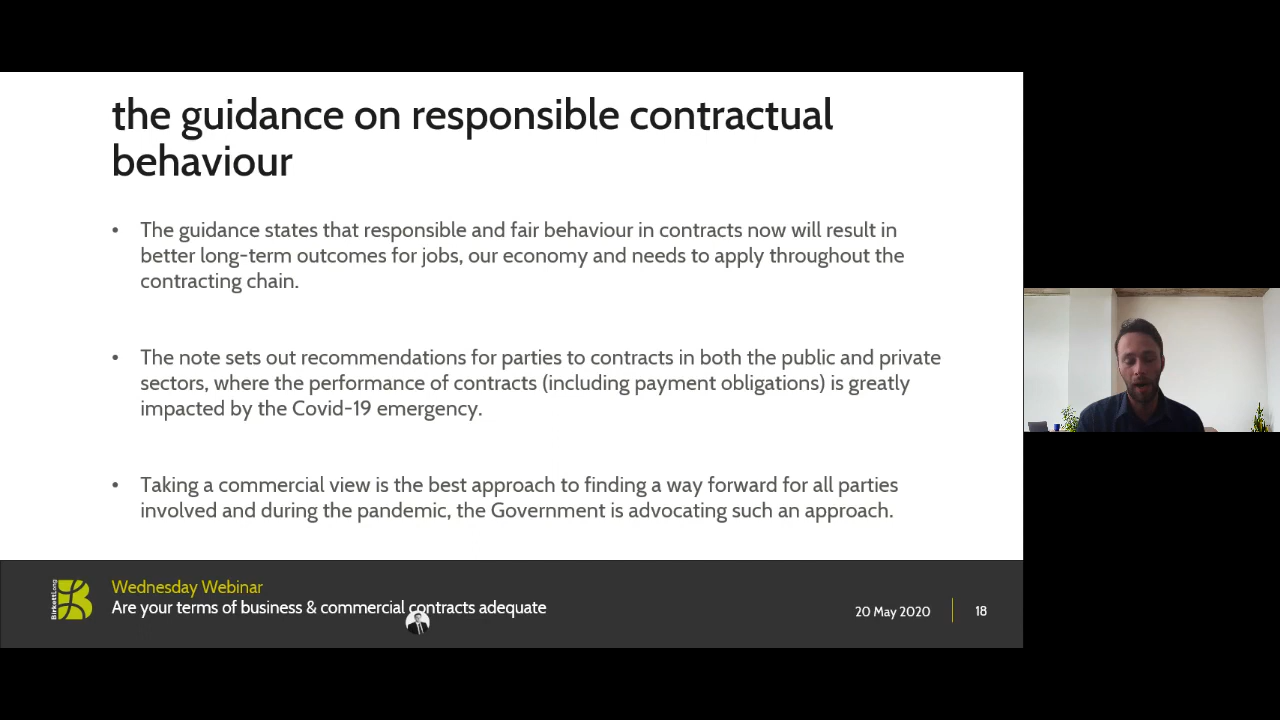 the guidance on responsible contractual
behaviour
• The guidance states that responsible and fair behaviour in contracts now will result in
better long-term outcomes for jobs, our economy and needs to apply throughout the
contracting chain.
• The note sets out recommendations for parties to contracts in both the public and private
sectors, where the performance of contracts (including payment obligations) is greatly
impacted by the Covid-19 emergency.
• Taking a commercial view is the best approach to finding a way forward for all parties
involved and during the pandemic, the Government is advocating such an approach.
BirkettLong
Wednesday Webinar
Are your terms of business & commercial contracts adequate
20 May 2020
18